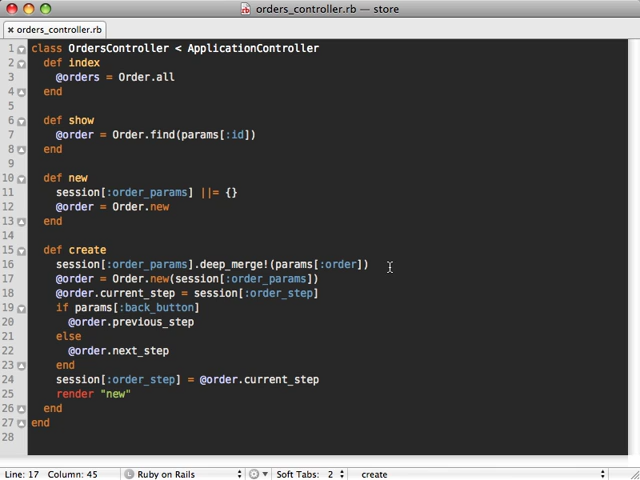 orders_controller.rb — store
orders_controller.rb
1 class OrdersController < ApplicationController
2   def index
3     @orders = Order.all
4   end
5
6   def show
7     @order = Order.find(params[:id])
8   end
9
10   def new
11     session[:order_params] ||= {}
12     @order = Order.new
13   end
14
15   def create
16     session[:order_params].deep_merge!(params[:order])
17     @order = Order.new(session[:order_params])
18     @order.current_step = session[:order_step]
19     if params[:back_button]
20       @order.previous_step
21     else
22       @order.next_step
23     end
24     session[:order_step] = @order.current_step
25     render "new"
26   end
27 end
28
Line: 17 Column: 45 Ruby on Rails Soft Tabs: 2 create